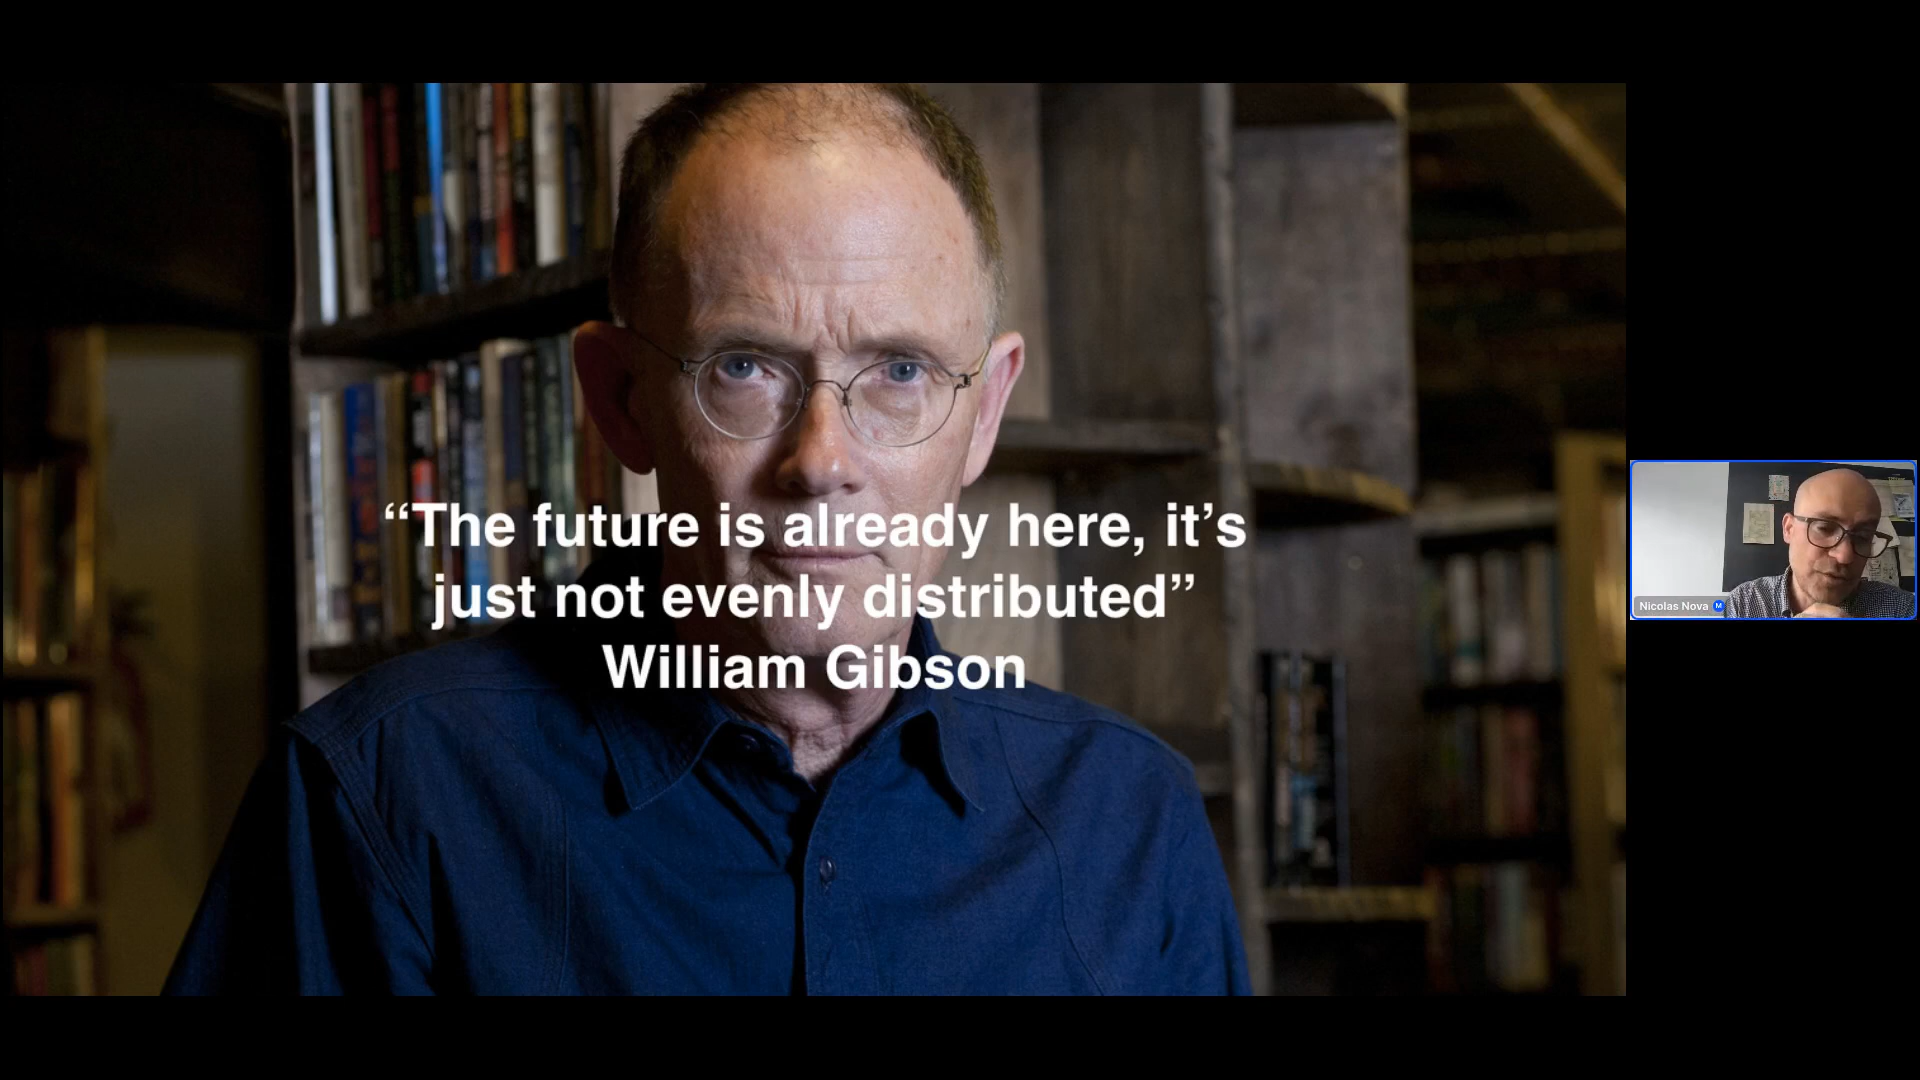 “The future is already here, it’s
just not evenly distributed”
William Gibson
Nicolas Nova M